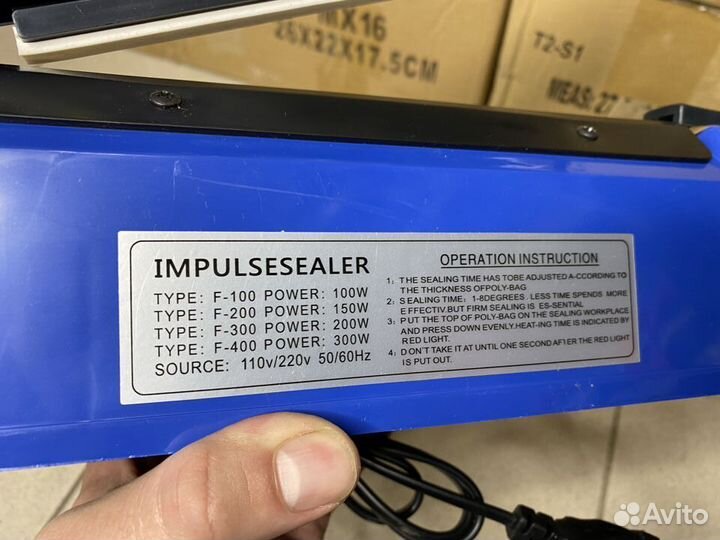 MX16
26X22X17.5CM
T2-S1
MEAS: 27
IMPULSESEALER
TYPE: F-100 POWER: 100W
TYPE: F-200 POWER: 150W
TYPE: F-300 POWER: 200W
TYPE: F-400 POWER: 300W
SOURCE: 110v/220v 50/60Hz
OPERATION INSTRUCTION
1; THE SEALING TIME HAS TOBE ADJUSTED A-CCORDING TO
THE THICKNESS OFPOLY-BAG
2; SEALING TIME: 1-8DEGREES. LESS TIME SPENDS MORE
EFFECTIV.BUT FIRM SEALING IS ES-SENTIAL
3; PUT THE TOP OF POLY-BAG ON THE SEALING WORKPLACE
AND PRESS DOWN EVENLY.HEAT-ING TIME IS INDICATED BY
RED LIGHT.
4; DON'T TAKE IT AT UNTIL ONE SECOND AF1ER THE RED LIGHT
IS PUT OUT.
Avito